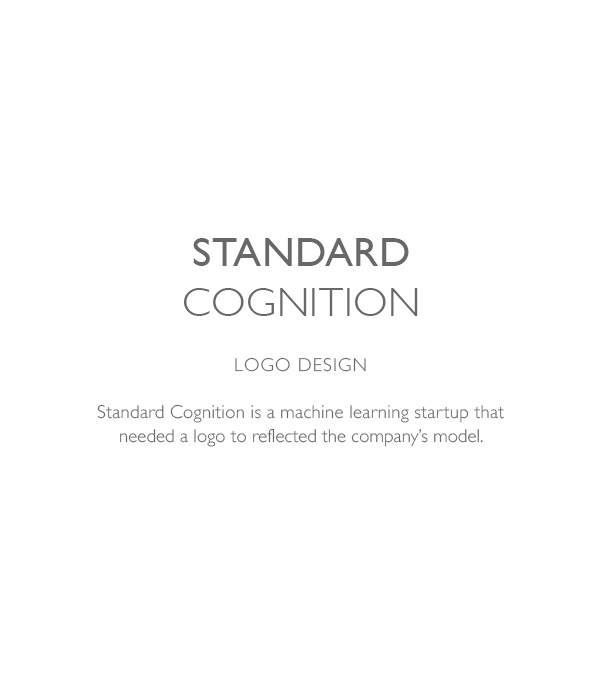 STANDARD
COGNITION
LOGO DESIGN
Standard Cognition is a machine learning startup that
needed a logo to reflected the company’s model.